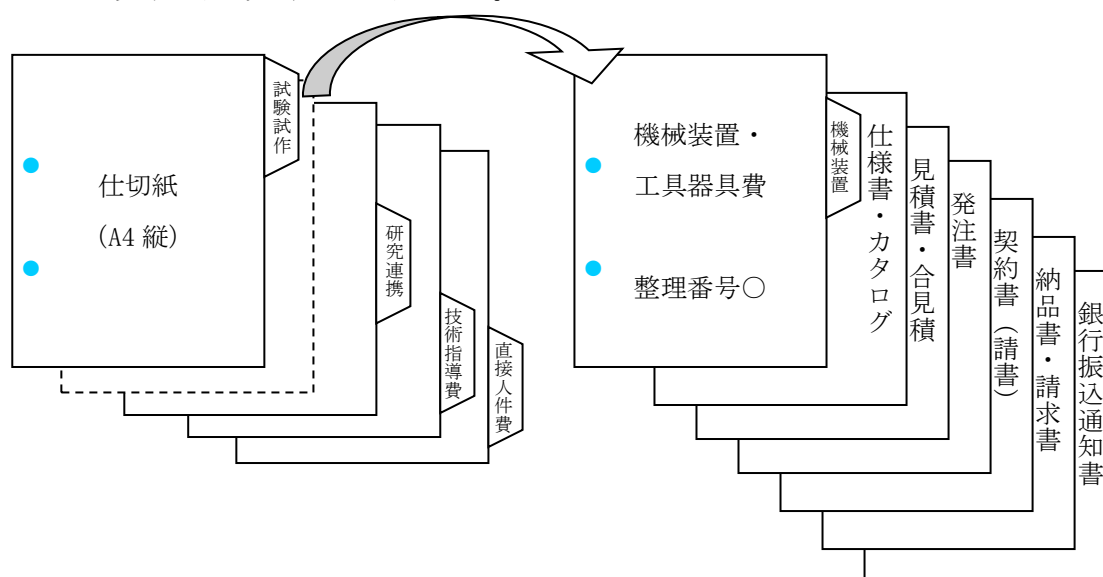 試験試作
仕切紙
(A4 縦)
研究連携
技術指導費
直接人件費
機械装置・
工具器具費
整理番号○
機械装置
仕様書・カタログ
見積書・合見積
発注書
契約書（請書）
納品書・請求書
銀行振込通知書